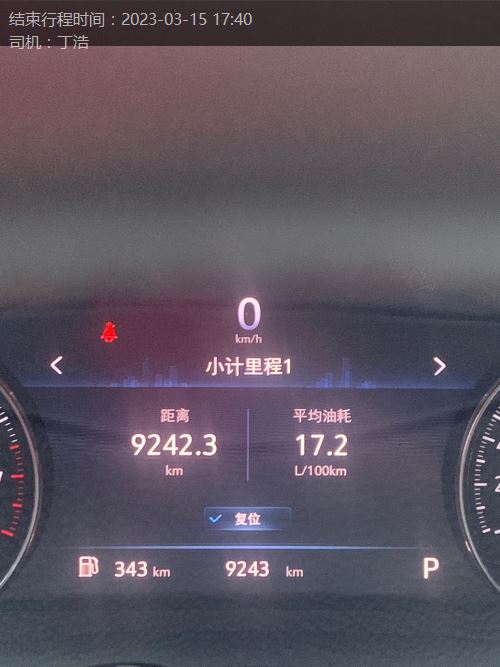 结束行程时间：2023-03-15 17:40
司机：丁浩
0
km/h
小计里程1
距离 平均油耗
9242.3 17.2
km L/100km
复位
343 km 9243 km P